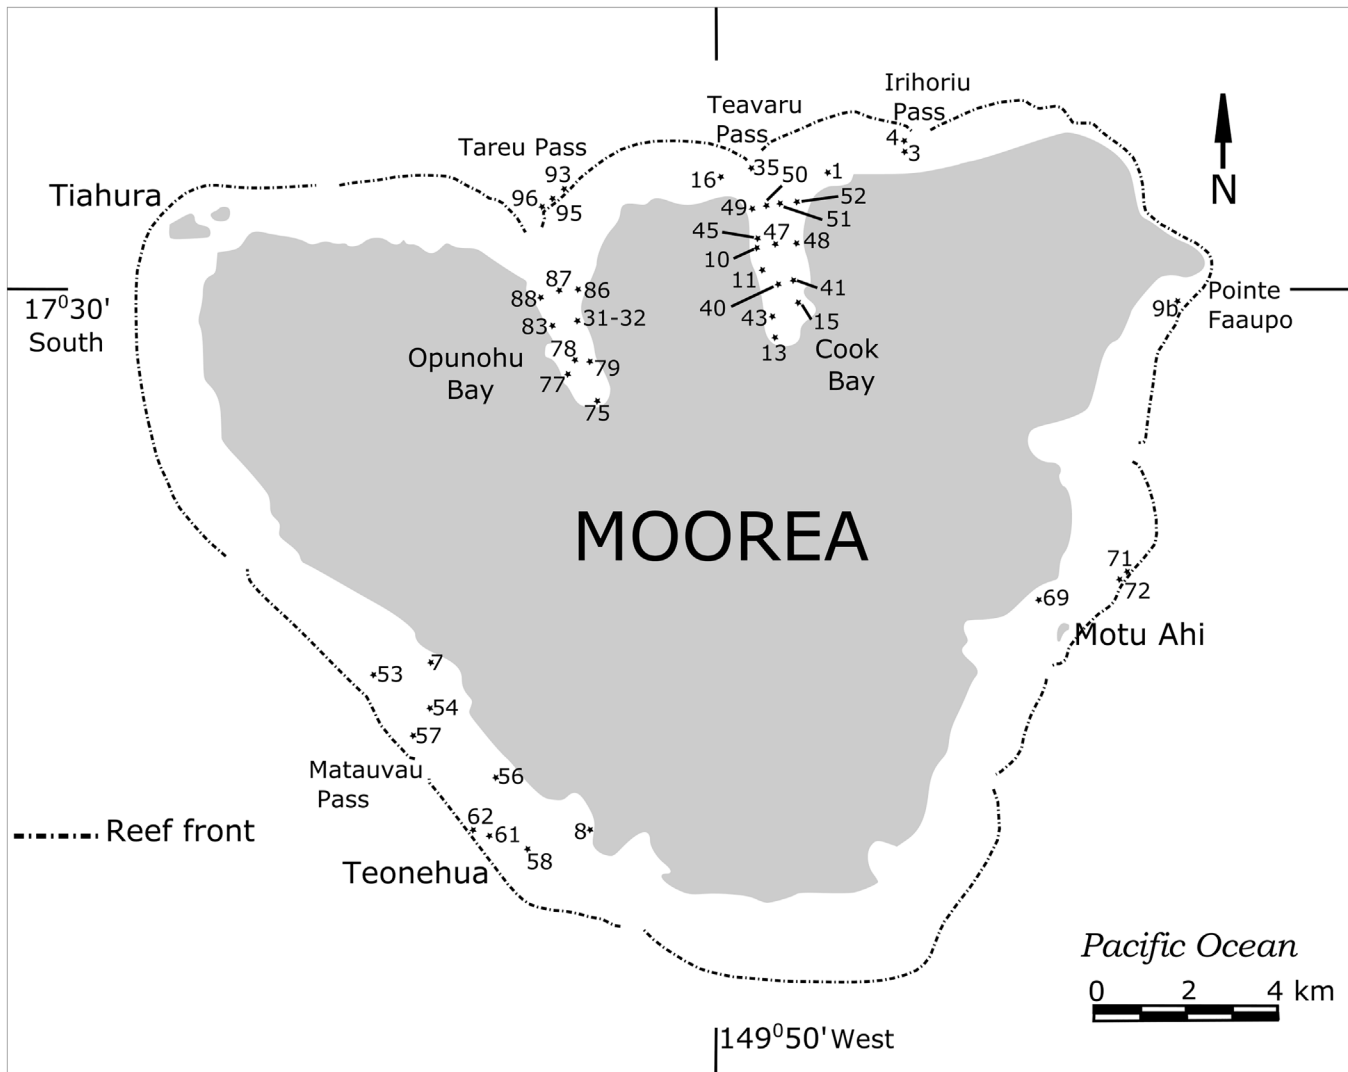 Irihoriu
Pass
Teavaru
Pass
4
3
Tareu Pass
93
96
95
Tiahura
16
35
50
1
49
52
51
45
47
48
10
11
40
41
43
15
13
Cook
Bay
N
17⁰30'
South
87
86
88
83
31-32
78
79
77
75
Opunohu
Bay
9b
Pointe
Faaupo
MOOREA
71
72
69
Motu Ahi
7
53
54
57
56
Matauvau
Pass
62
61
58
8
Reef front
Teonehua
Pacific Ocean
0 2 4 km
149⁰50' West